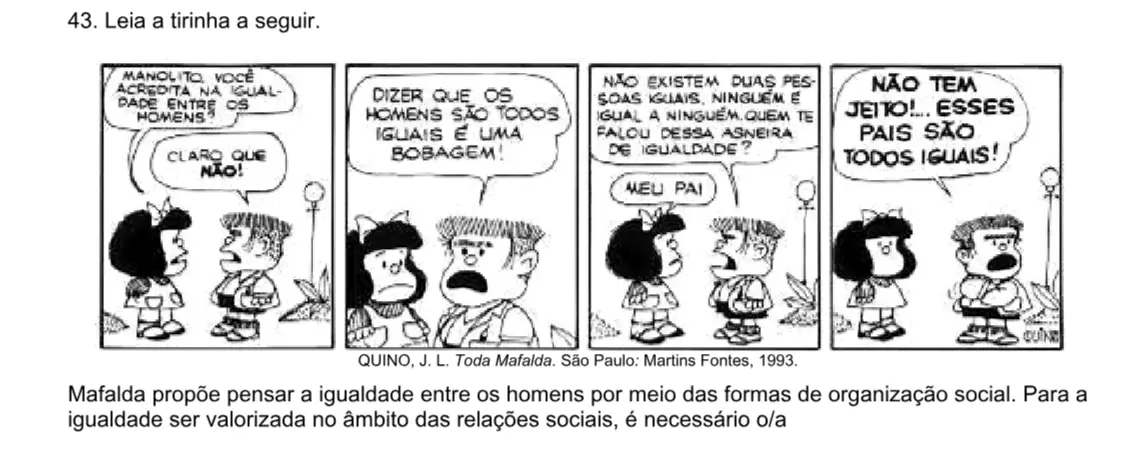 43. Leia a tirinha a seguir.
MANOLITO, VOCÊ
ACREDITA NA IGUAL-
DADE ENTRE OS
HOMENS?
CLARO QUE
NÃO!
DIZER QUE OS
HOMENS SÃO TODOS
IGUAIS É UMA
BOBAGEM!
NÃO EXISTEM DUAS PES-
SOAS IGUAIS. NINGUÉM É
IGUAL A NINGUÉM. QUEM TE
FALOU DESSA ASNEIRA
DE IGUALDADE?
MEU PAI
NÃO TEM
JEITO!... ESSES
PAIS SÃO
TODOS IGUAIS!
QUINO
QUINO, J. L. Toda Mafalda. São Paulo: Martins Fontes, 1993.
Mafalda propõe pensar a igualdade entre os homens por meio das formas de organização social. Para a
igualdade ser valorizada no âmbito das relações sociais, é necessário o/a